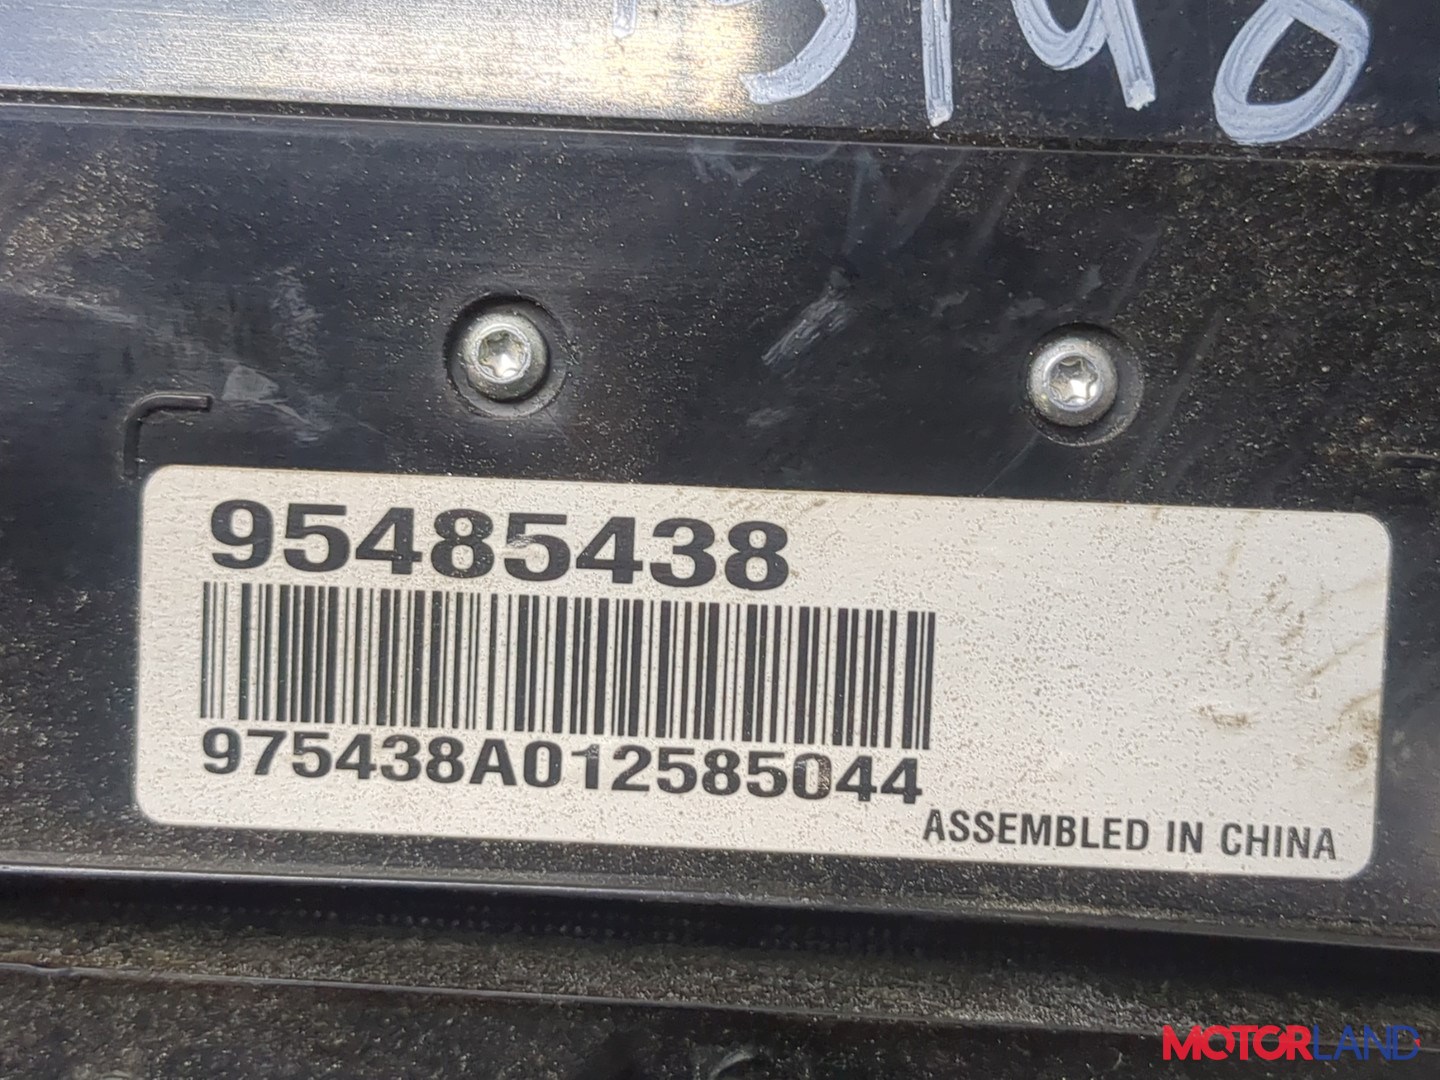 95485438
975438A012585044
ASSEMBLED IN CHINA
MOTORLAND